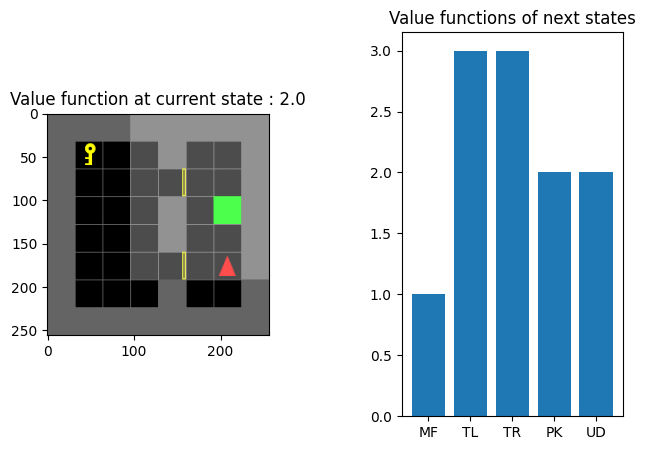 Value function at current state : 2.0
0
50
100
150
200
250
0
100
200
Value functions of next states
3.0
2.5
2.0
1.5
1.0
0.5
0.0
MF
TL
TR
PK
UD